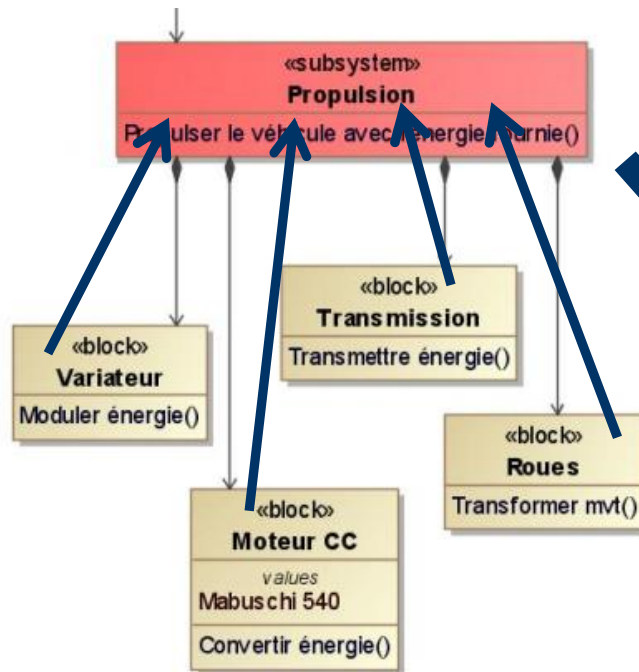 «subsystem»
Propulsion
Propulser le véhicule avec l'énergie fournie()
«block»
Transmission
Transmettre énergie()
«block»
Variateur
Moduler énergie()
«block»
Roues
Transformer mvt()
«block»
Moteur CC
values
Mabuschi 540
Convertir énergie()